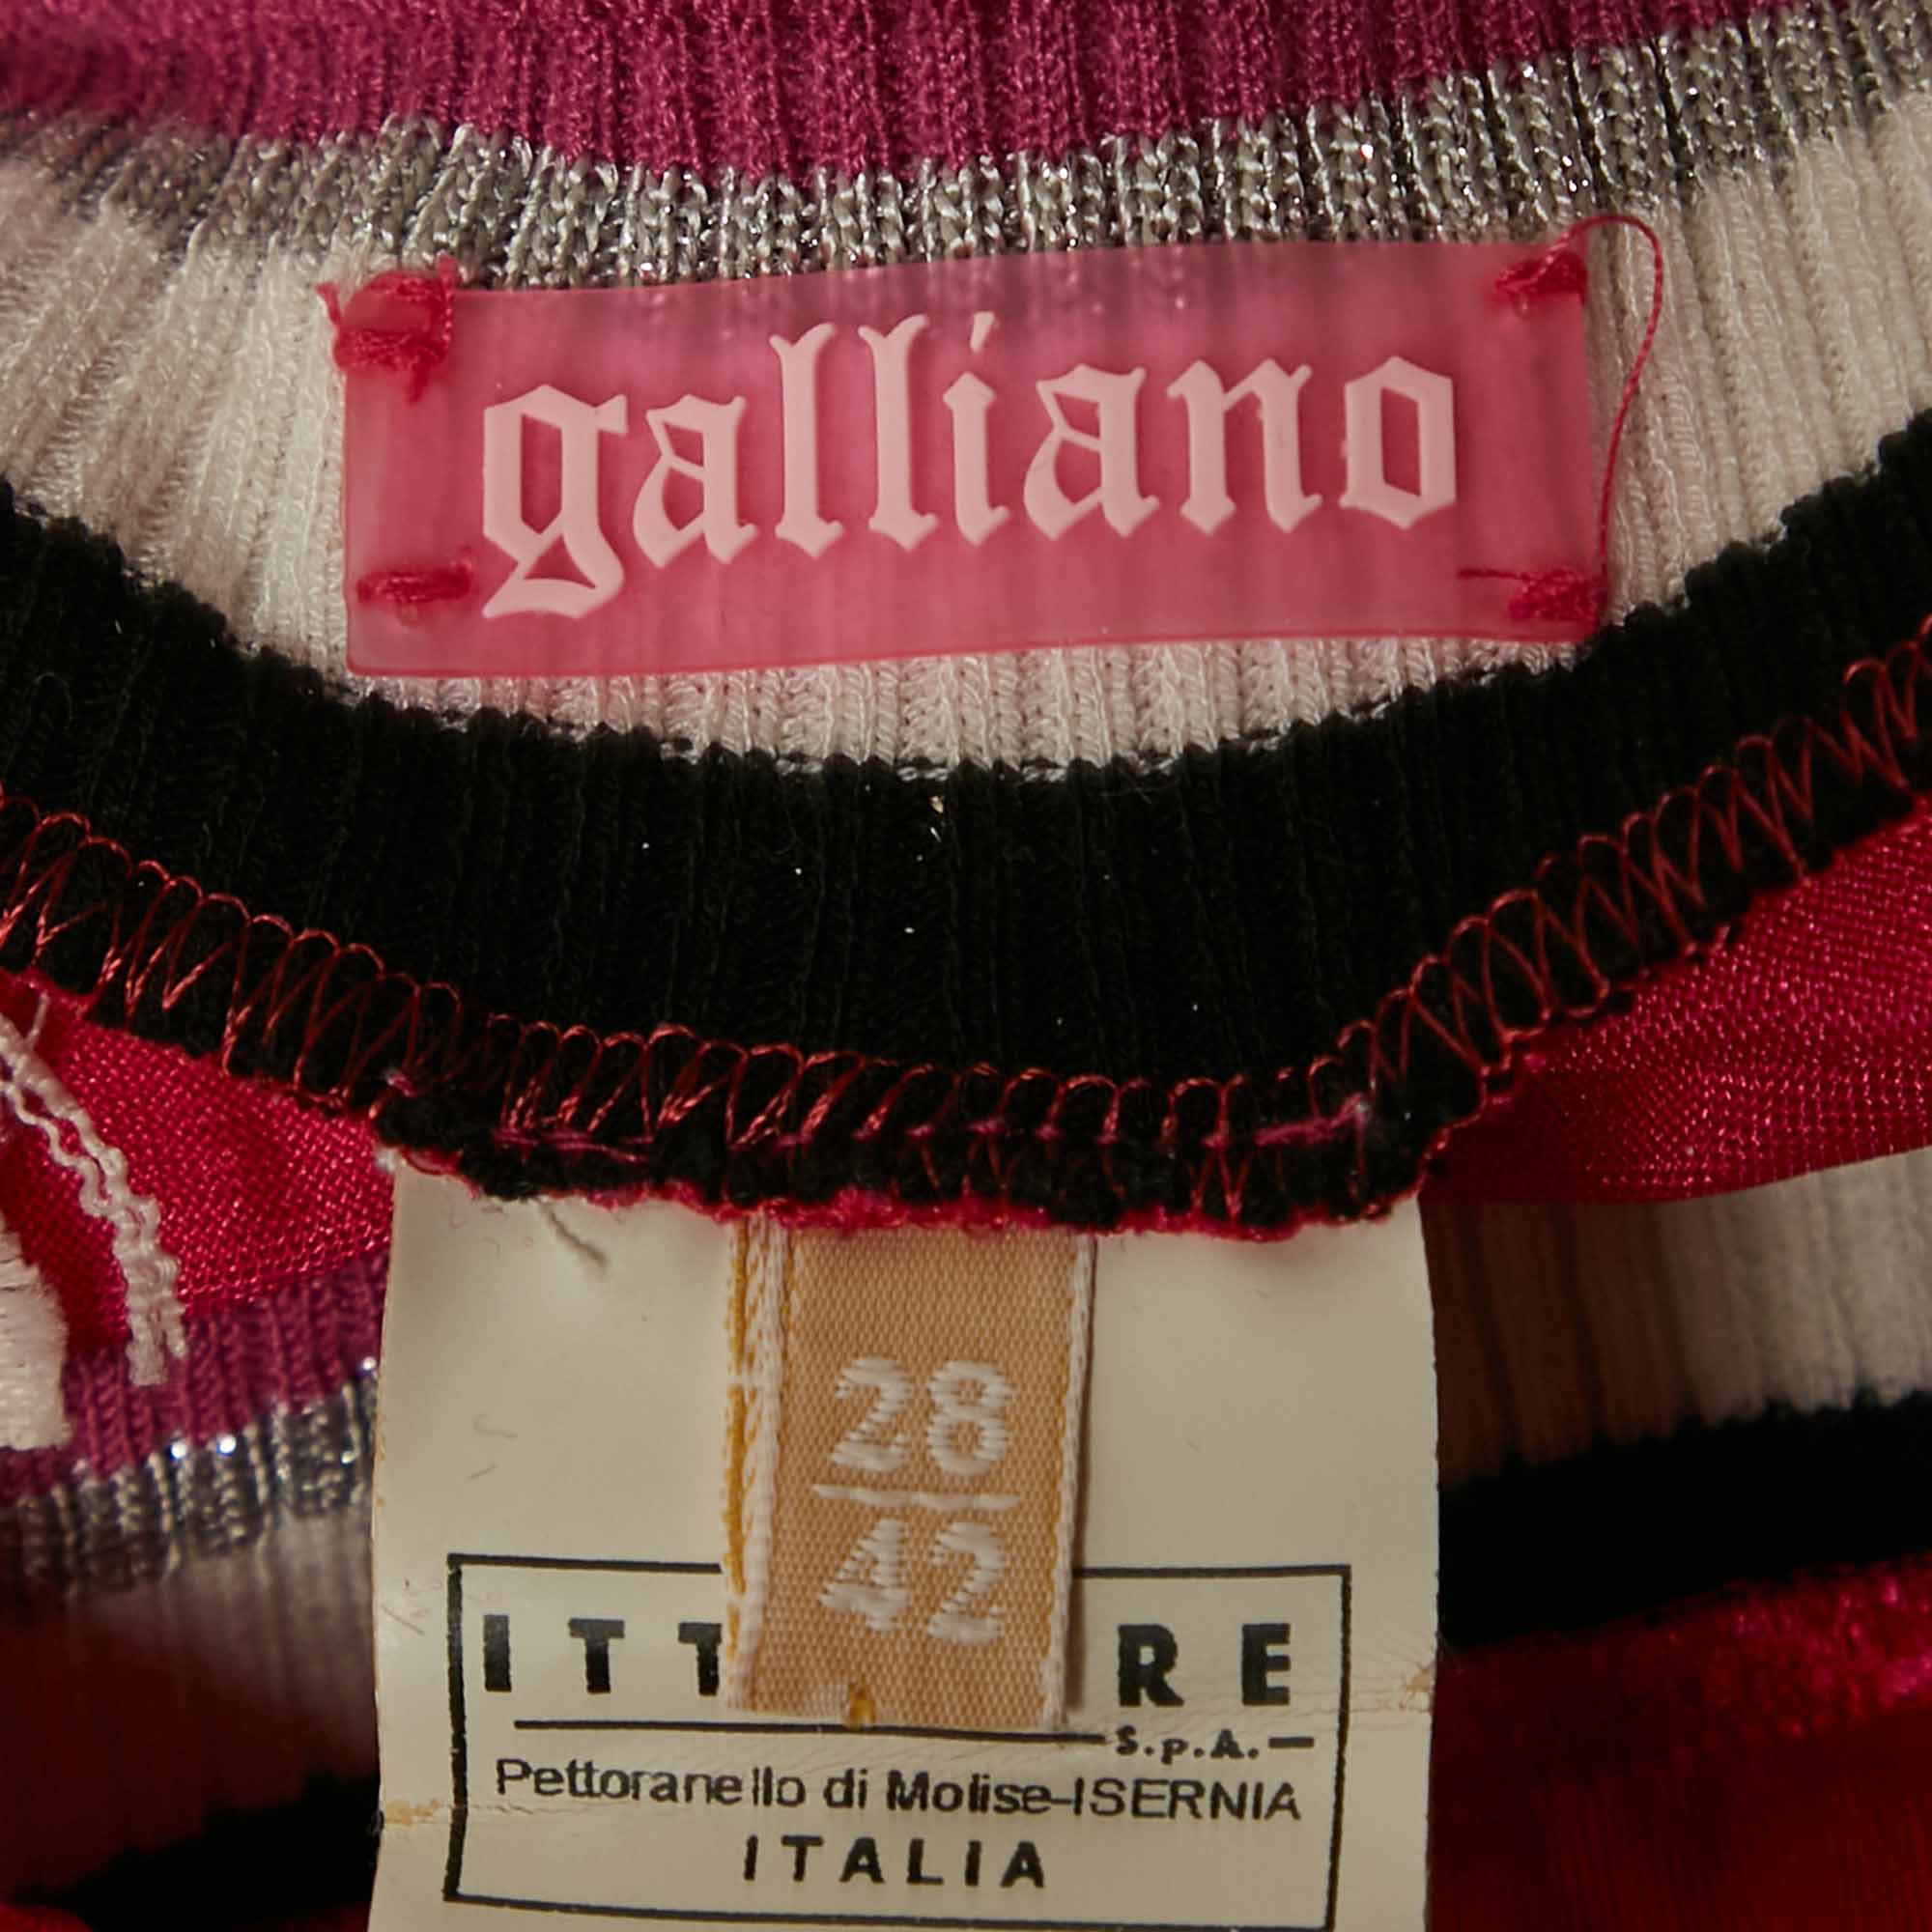 galliano
28
42
ITT RE
S.p.A.
Pettoranello di Molise-ISERNIA
ITALIA